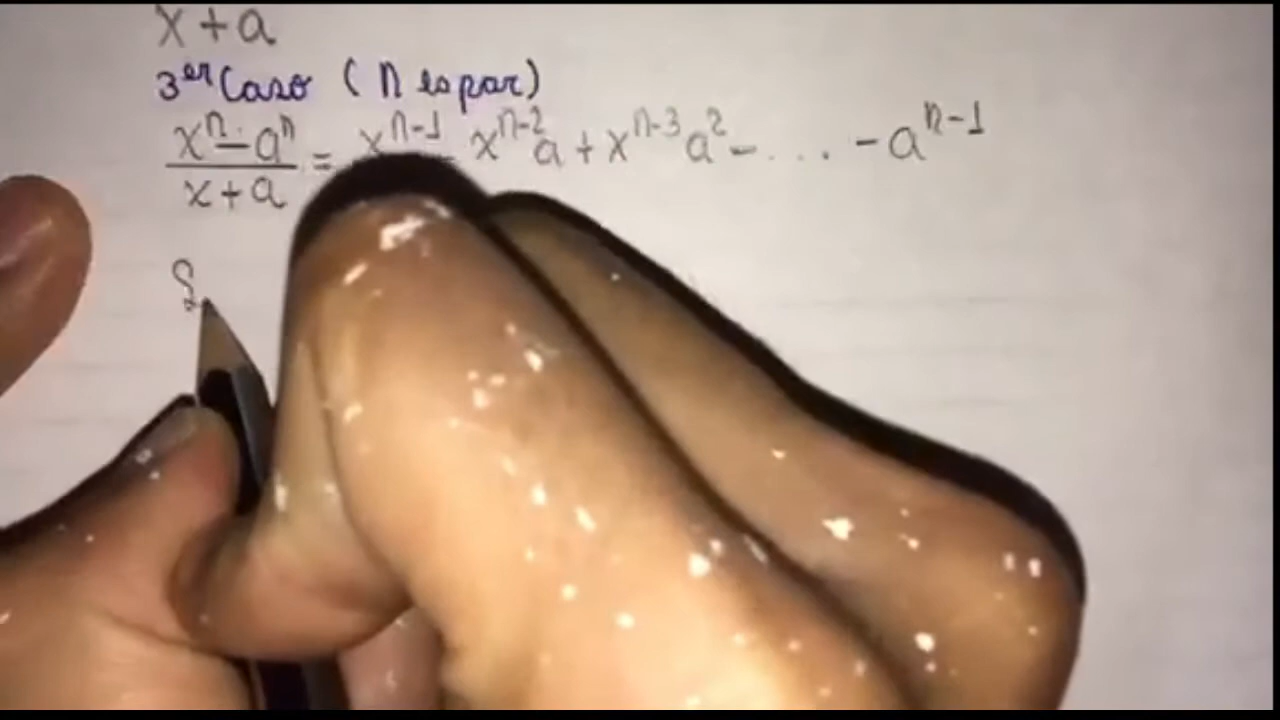 x + a
3er Caso (n es par)
xⁿ - aⁿ / x + a = xⁿ⁻¹ - xⁿ⁻²a + xⁿ⁻³a² - .... - aⁿ⁻¹